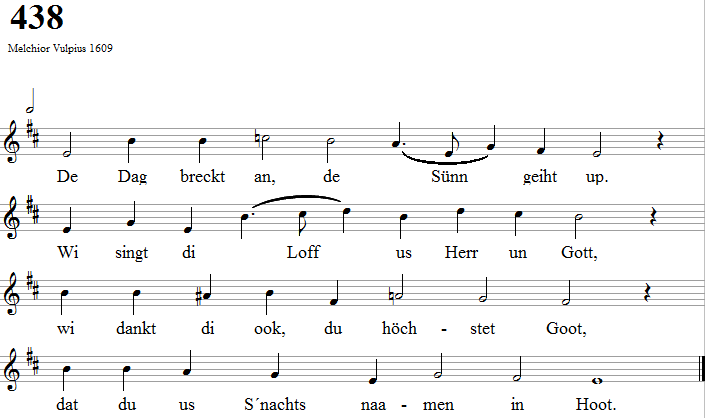 438
Melchior Vulpius 1609
De Dag breckt an, de Sünn geiht up.
Wi singt di Loff us Herr un Gott,
wi dankt di ook, du höch - stet Goot,
dat du us S´nachts naa - men in Hoot.